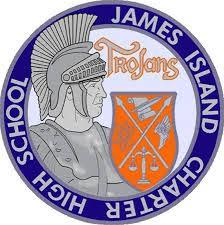 JAMES ISLAND CHARTER HIGH SCHOOL
Trojans